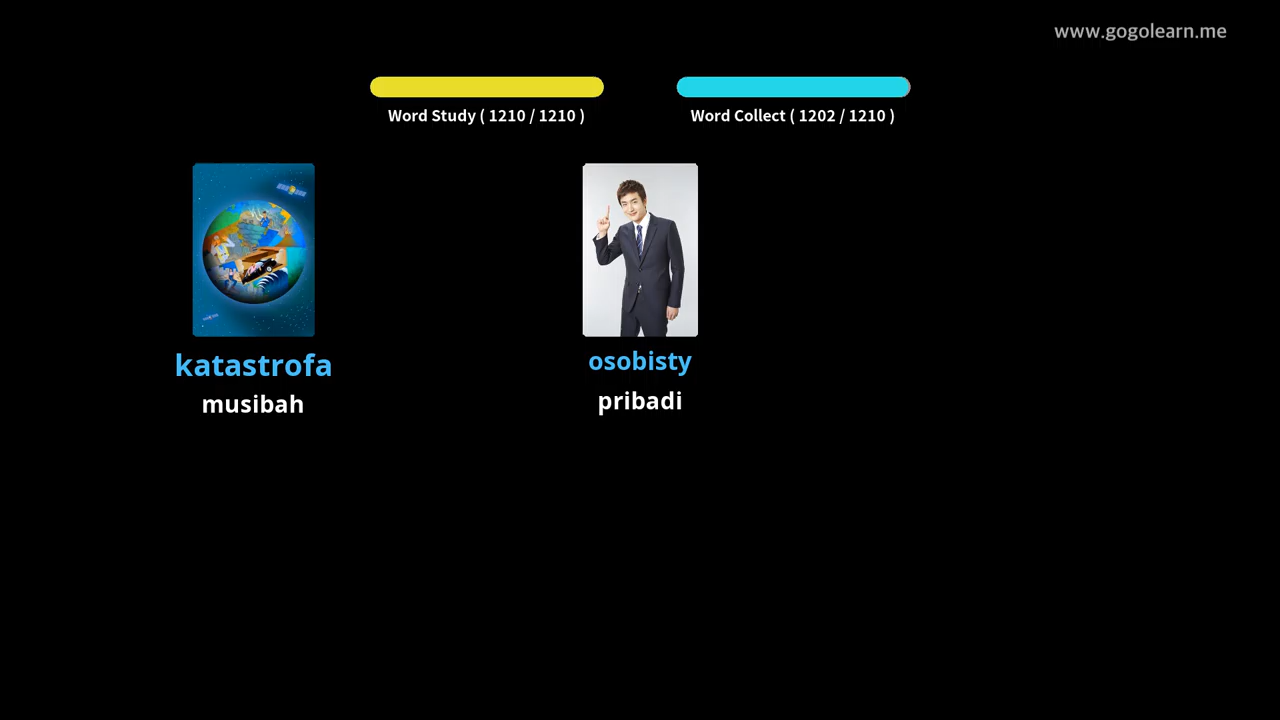 www.gogolearn.me
Word Study ( 1210 / 1210 )
Word Collect ( 1202 / 1210 )
katastrofa
musibah
osobisty
pribadi